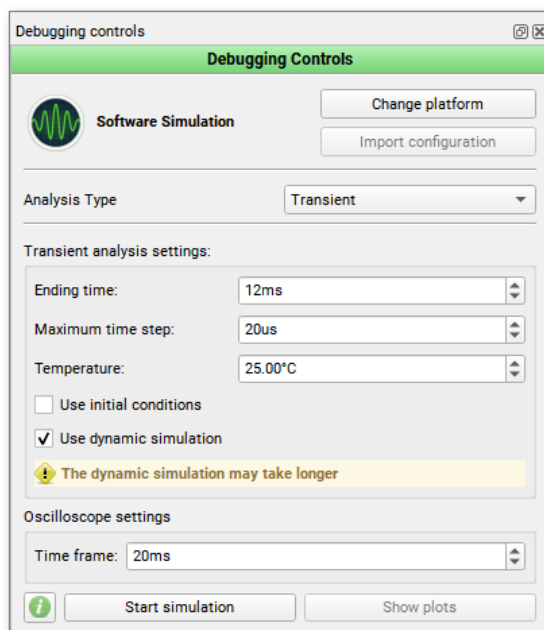 Debugging controls
Debugging Controls
Software Simulation
Change platform
Import configuration
Analysis Type
Transient
Transient analysis settings:
Ending time:
12ms
Maximum time step:
20us
Temperature:
25.00°C
Use initial conditions
Use dynamic simulation
The dynamic simulation may take longer
Oscilloscope settings
Time frame:
20ms
Start simulation
Show plots